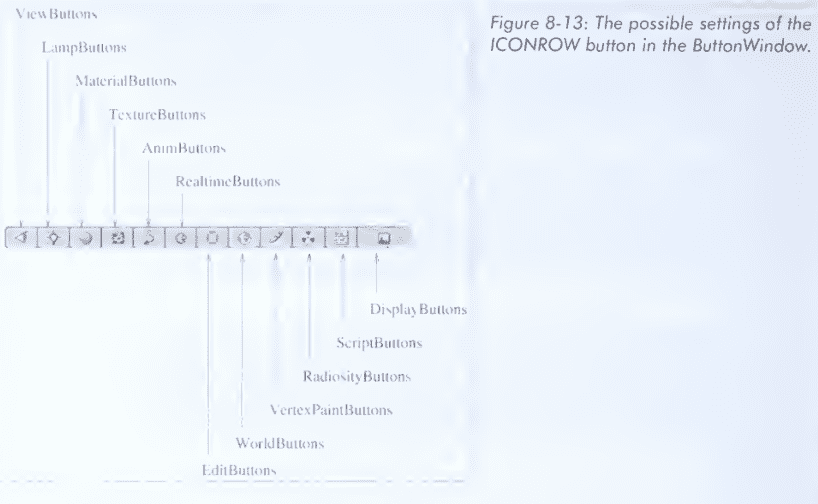 ViewButtons
LampButtons
MaterialButtons
TextureButtons
AnimButtons
RealtimeButtons
DisplayButtons
ScriptButtons
RadiosityButtons
VertexPaintButtons
WorldButtons
EditButtons
Figure 8-13: The possible settings of the
ICONROW button in the ButtonWindow.